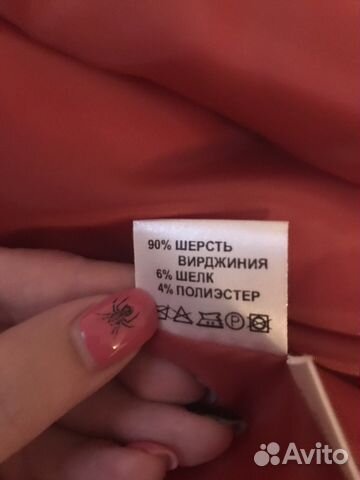 90% ШЕРСТЬ
ВИРДЖИНИЯ
6% ШЕЛК
4% ПОЛИЭСТЕР
Avito